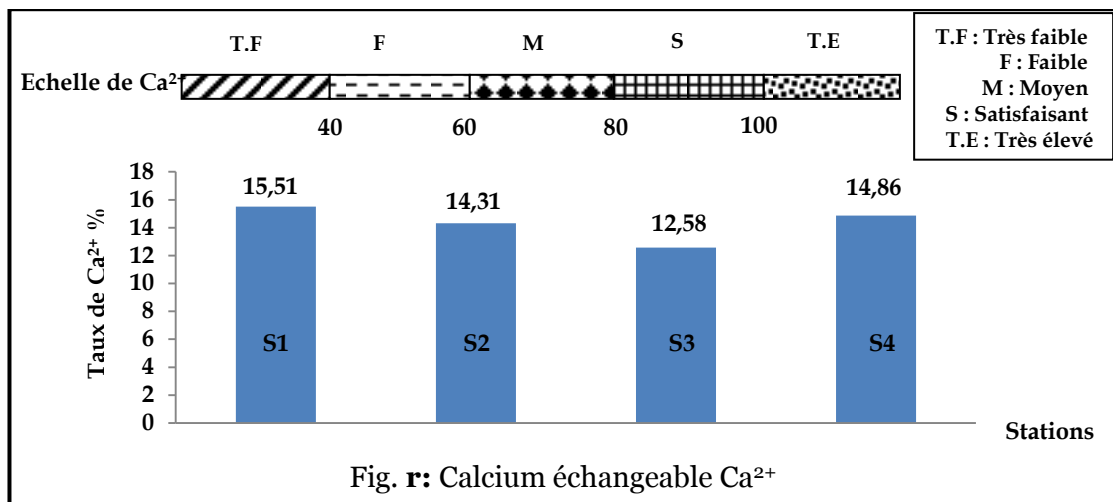 T.F F M S T.E
T.F : Très faible
F : Faible
M : Moyen
S : Satisfaisant
T.E : Très élevé
Echelle de Ca²⁺
40 60 80 100
Taux de Ca²⁺ %
18
16
14
12
10
8
6
4
2
0
15,51 14,31 12,58 14,86
S1 S2 S3 S4
Stations
Fig. r: Calcium échangeable Ca²⁺